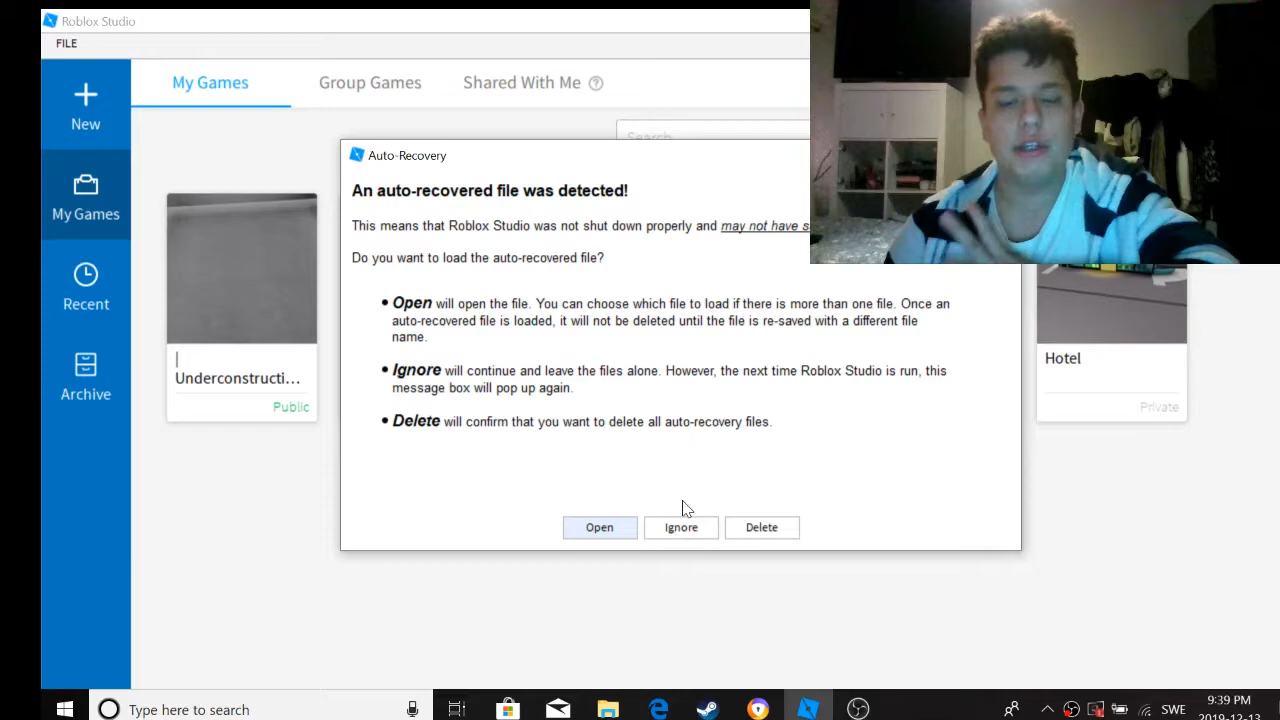 Roblox Studio
FILE
My Games
Group Games
Shared With Me ?
New
My Games
Recent
Archive
Search
Auto-Recovery
An auto-recovered file was detected!
This means that Roblox Studio was not shut down properly and may not have s
Do you want to load the auto-recovered file?
• Open will open the file. You can choose which file to load if there is more than one file. Once an
auto-recovered file is loaded, it will not be deleted until the file is re-saved with a different file
name.
• Ignore will continue and leave the files alone. However, the next time Roblox Studio is run, this
message box will pop up again.
• Delete will confirm that you want to delete all auto-recovery files.
Open
Ignore
Delete
|
Underconstructi...
Public
Hotel
Private
Type here to search
SWE
9:39 PM
2019-12-13